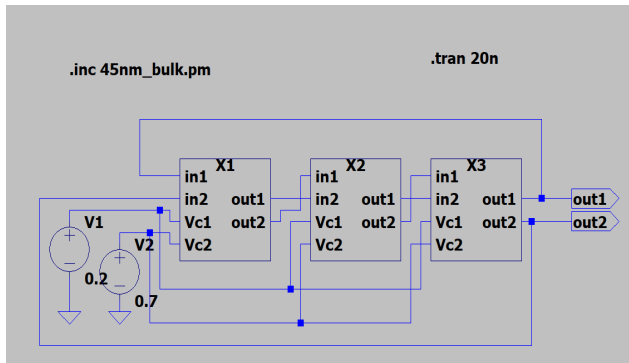 .inc 45nm_bulk.pm
.tran 20n
X1 X2 X3
in1 in1 in1
in2 out1 in2 out1 in2 out1 out1
V1 Vc1 out2 Vc1 out2 Vc1 out2 out2
V2 Vc2 Vc2 Vc2
0.2
0.7